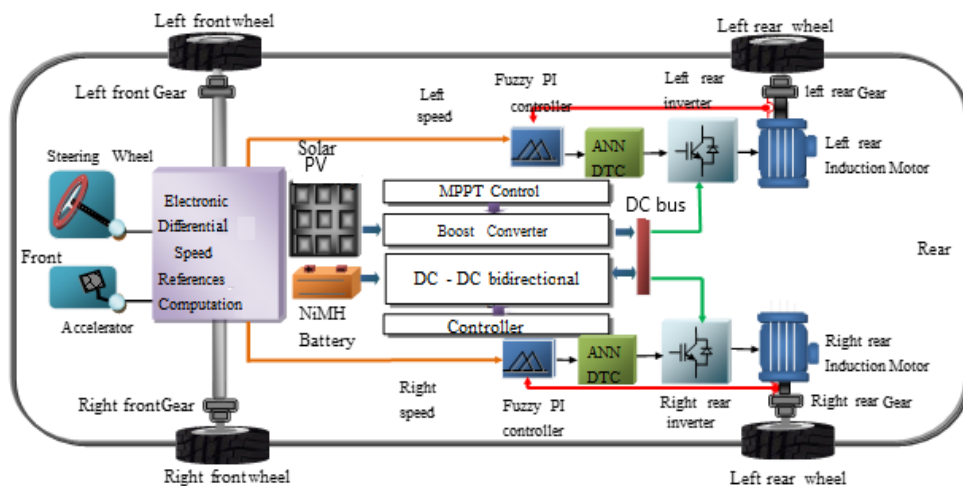 Left front wheel
Left rear wheel
Left front Gear
Left
speed
Fuzzy PI
controller
Left rear
inverter
left rear Gear
Steering Wheel
Solar
PV
ANN
DTC
Left rear
Induction Motor
MPPT Control
DC bus
Electronic
Differential
Speed
References
Computation
Boost Converter
Front
Rear
DC - DC bidirectional
Accelerator
NiMH
Battery
Controller
ANN
DTC
Right rear
Induction Motor
Right front Gear
Right
speed
Fuzzy PI
controller
Right rear
inverter
Right rear Gear
Right front wheel
Left rear wheel